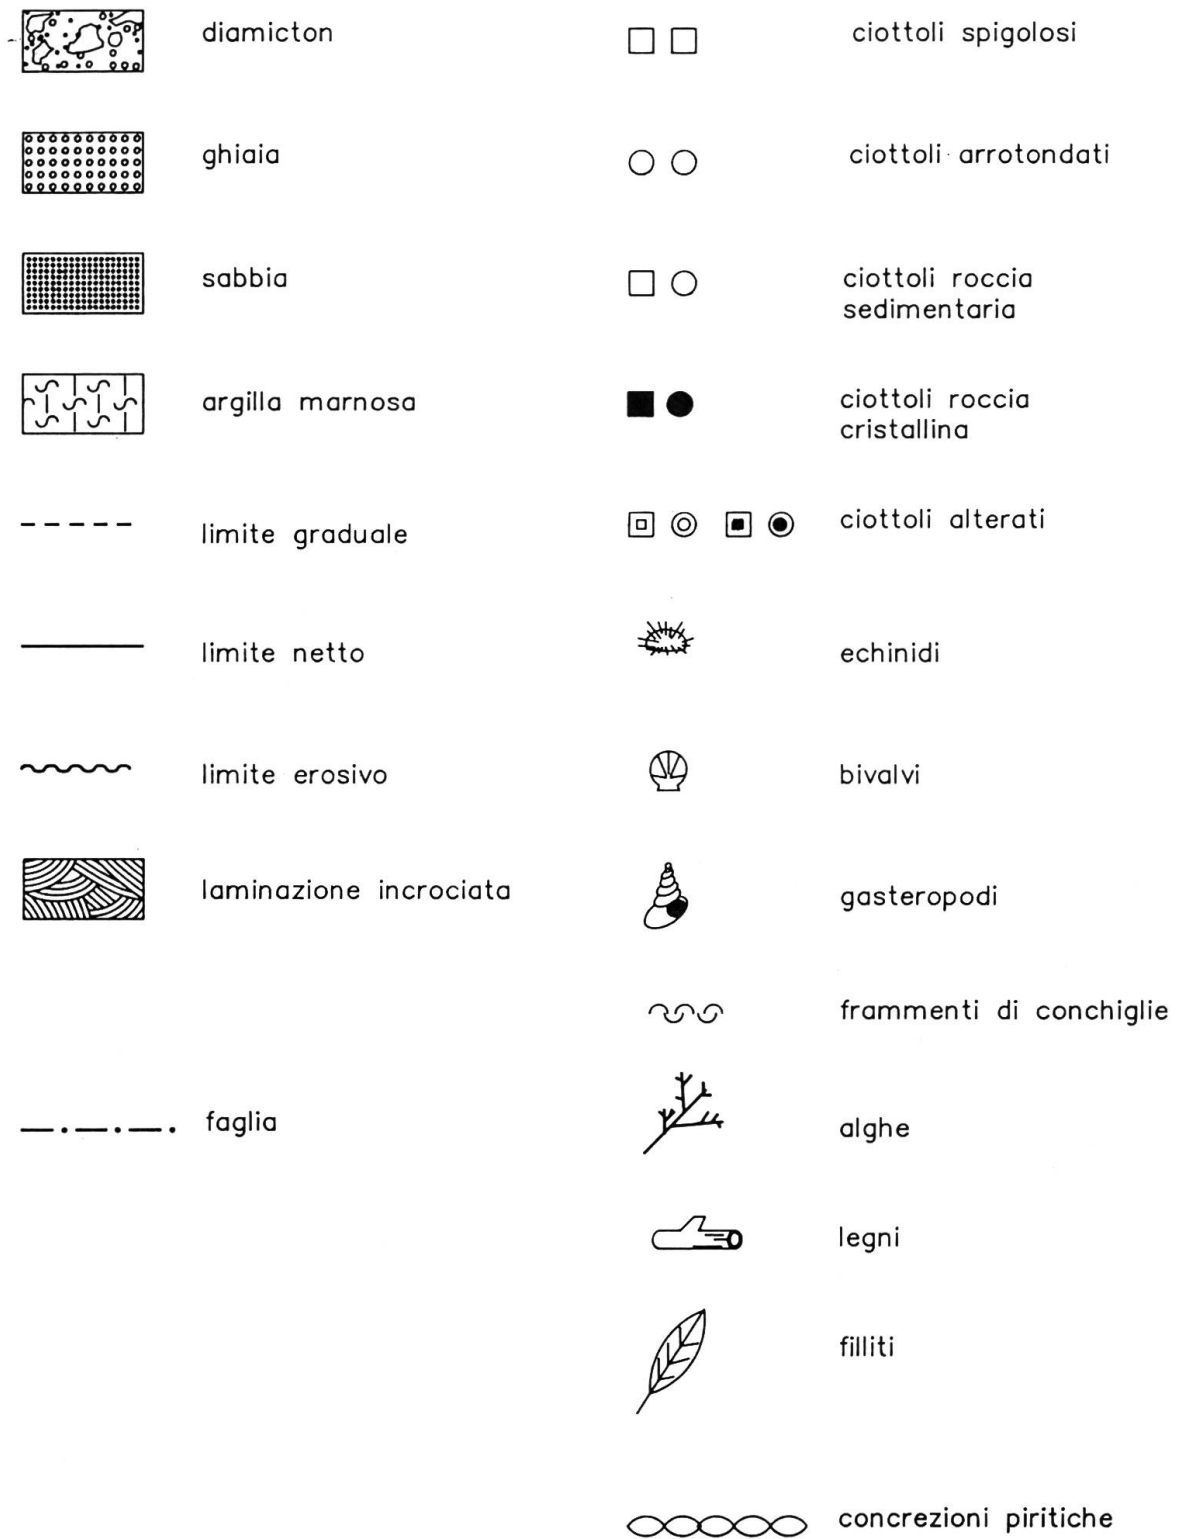 diamicton
ghiaia
sabbia
argilla marnosa
limite graduale
limite netto
limite erosivo
laminazione incrociata
faglia
ciottoli spigolosi
ciottoli arrotondati
ciottoli roccia
sedimentaria
ciottoli roccia
cristallina
ciottoli alterati
echinidi
bivalvi
gasteropodi
frammenti di conchiglie
alghe
legni
filliti
concrezioni piritiche